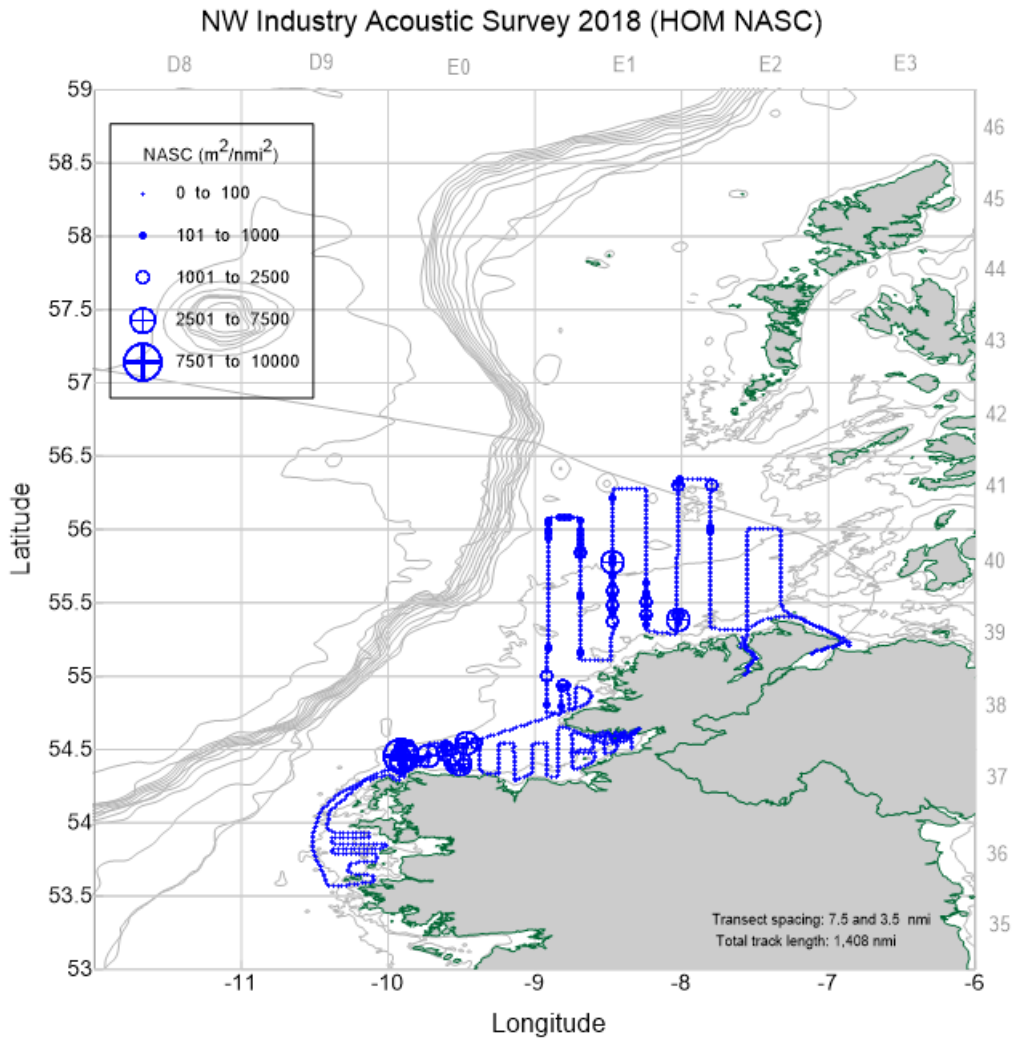 NW Industry Acoustic Survey 2018 (HOM NASC)
D8 D9 E0 E1 E2 E3
59
58.5
58
57.5
57
56.5
56
55.5
55
54.5
54
53.5
53
Latitude
NASC (m²/nmi²)
0 to 100
101 to 1000
1001 to 2500
2501 to 7500
7501 to 10000
46
45
44
43
42
41
40
39
38
37
36
35
Transect spacing: 7.5 and 3.5 nmi
Total track length: 1,408 nmi
-11 -10 -9 -8 -7 -6
Longitude